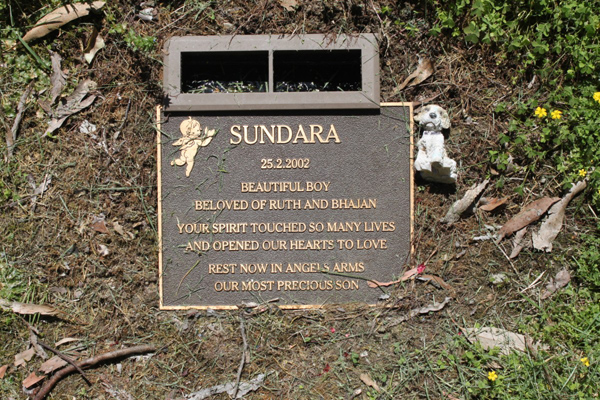 SUNDARA
25.2.2002
BEAUTIFUL BOY
BELOVED OF RUTH AND BHAJAN
YOUR SPIRIT TOUCHED SO MANY LIVES
AND OPENED OUR HEARTS TO LOVE
REST NOW IN ANGELS ARMS
OUR MOST PRECIOUS SON